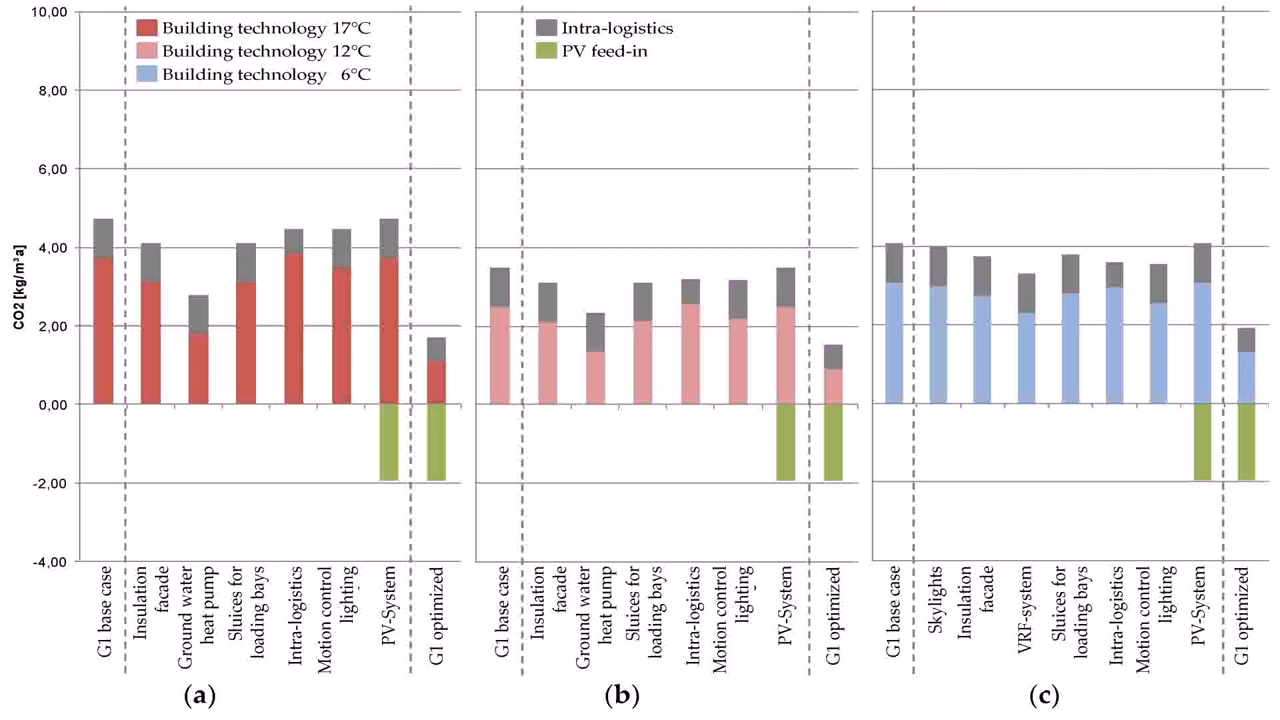 10,00
8,00
6,00
4,00
2,00
0,00
-2,00
-4,00
CO2 [kg/m³a]
Building technology 17°C
Building technology 12°C
Building technology 6°C
Intra-logistics
PV feed-in
G1 base case
Insulation
facade
Ground water
heat pump
Sluices for
loading bays
Intra-logistics
Motion control
lighting
PV-System
G1 optimized
G1 base case
Insulation
facade
Ground water
heat pump
Sluices for
loading bays
Intra-logistics
Motion control
lighting
PV-System
G1 optimized
G1 base case
Skylights
Insulation
facade
VRF-system
Sluices for
loading bays
Intra-logistics
Motion control
lighting
PV-System
G1 optimized
(a)
(b)
(c)